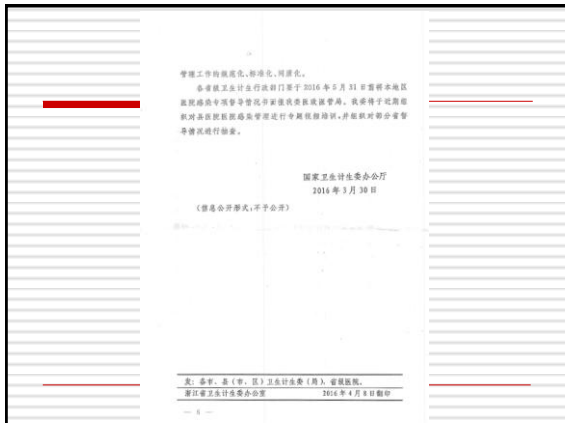 管理工作的规范化、标准化、同质化。
各省级卫生计生行政部门要于2016年5月31日前将本地区
医院感染专项督导情况书面报我委医政医管局。我委将于近期组
织对县医院医院感染管理进行专题视频培训,并组织对部分省督
导情况进行抽查。
国家卫生计生委办公厅
2016年3月30日
(信息公开形式:不予公开)
发:各市、县(市、区)卫生计生委(局),省级医院。
浙江省卫生计生委办公室 2016年4月8日翻印
— 6 —